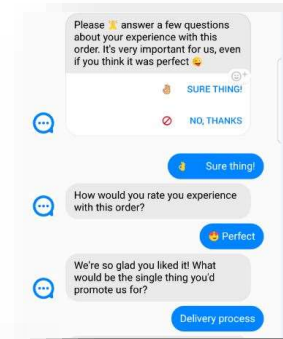 Please 🙏 answer a few questions
about your experience with this
order. It's very important for us, even
if you think it was perfect 😜
👌 SURE THING!
🚫 NO, THANKS
👌 Sure thing!
How would you rate you experience
with this order?
😍 Perfect
We're so glad you liked it! What
would be the single thing you'd
promote us for?
Delivery process